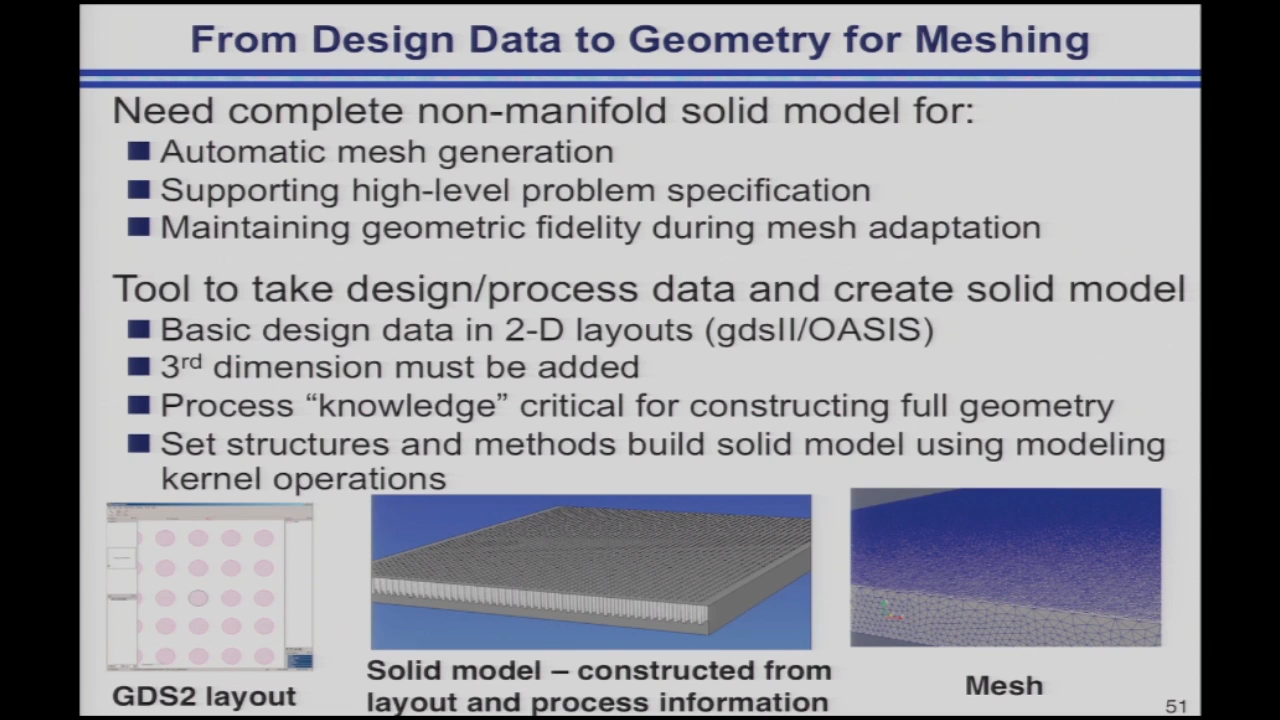 From Design Data to Geometry for Meshing
Need complete non-manifold solid model for:
Automatic mesh generation
Supporting high-level problem specification
Maintaining geometric fidelity during mesh adaptation
Tool to take design/process data and create solid model
Basic design data in 2-D layouts (gdsII/OASIS)
3rd dimension must be added
Process “knowledge” critical for constructing full geometry
Set structures and methods build solid model using modeling
kernel operations
GDS2 layout
Solid model – constructed from
layout and process information
Mesh
51